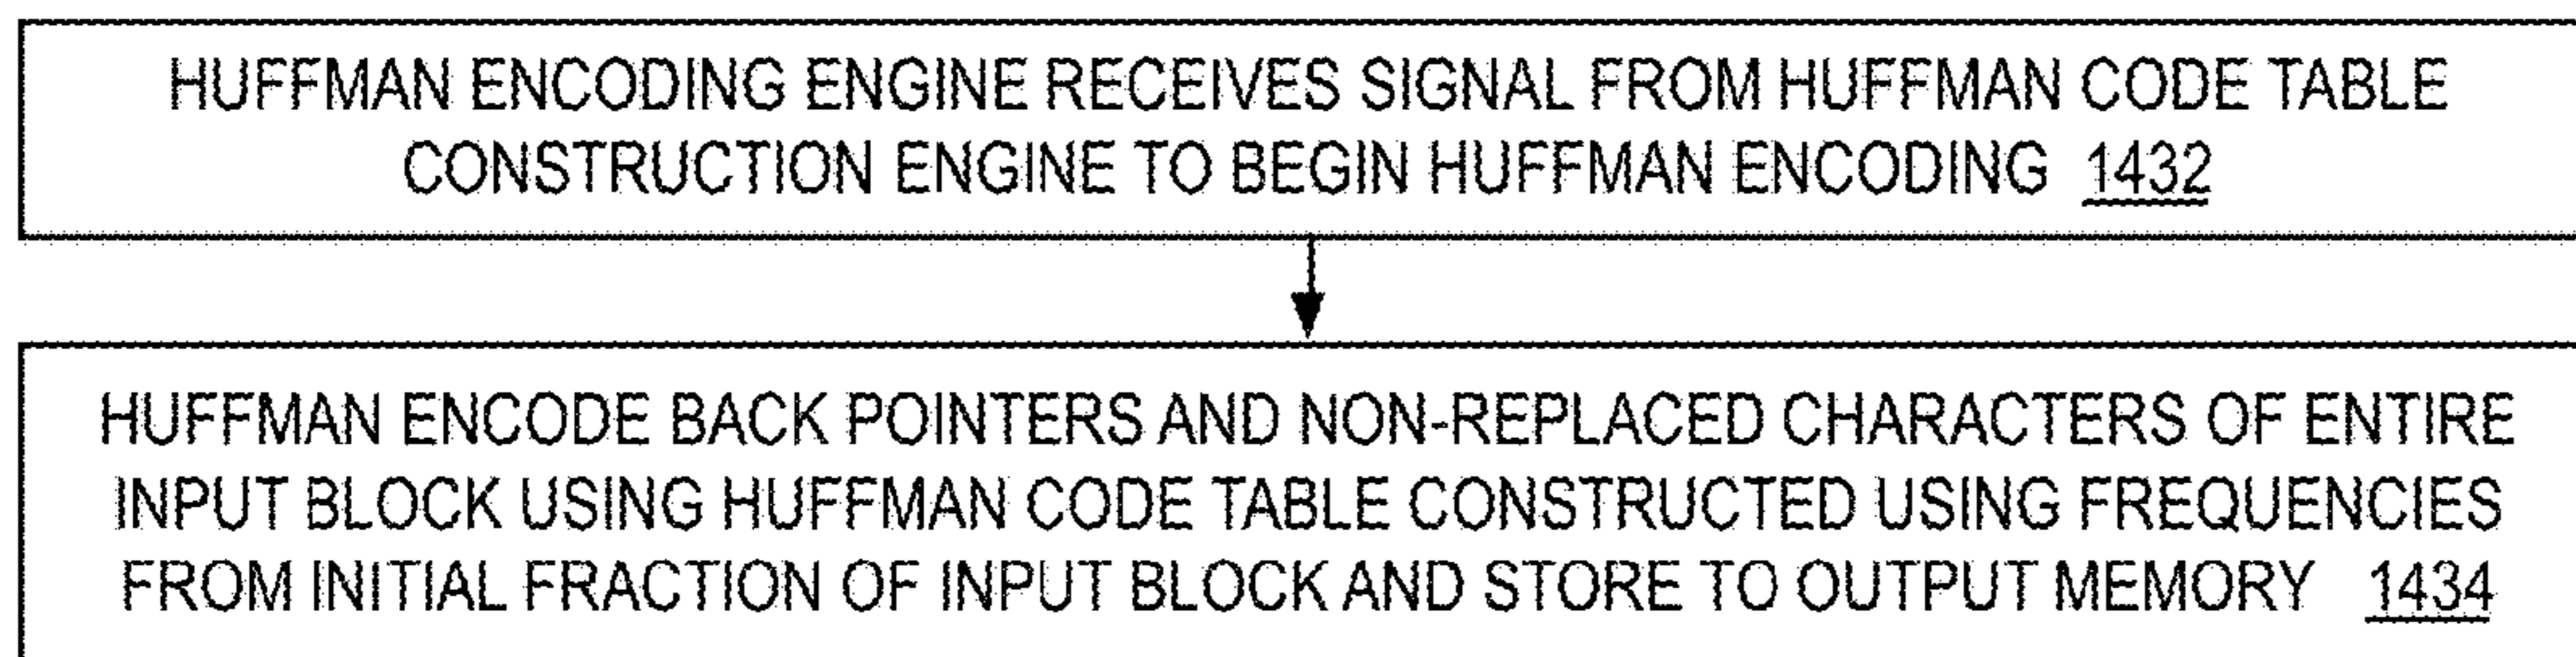 HUFFMAN ENCODING ENGINE RECEIVES SIGNAL FROM HUFFMAN CODE TABLE
CONSTRUCTION ENGINE TO BEGIN HUFFMAN ENCODING 1432
HUFFMAN ENCODE BACK POINTERS AND NON-REPLACED CHARACTERS OF ENTIRE
INPUT BLOCK USING HUFFMAN CODE TABLE CONSTRUCTED USING FREQUENCIES
FROM INITIAL FRACTION OF INPUT BLOCK AND STORE TO OUTPUT MEMORY 1434